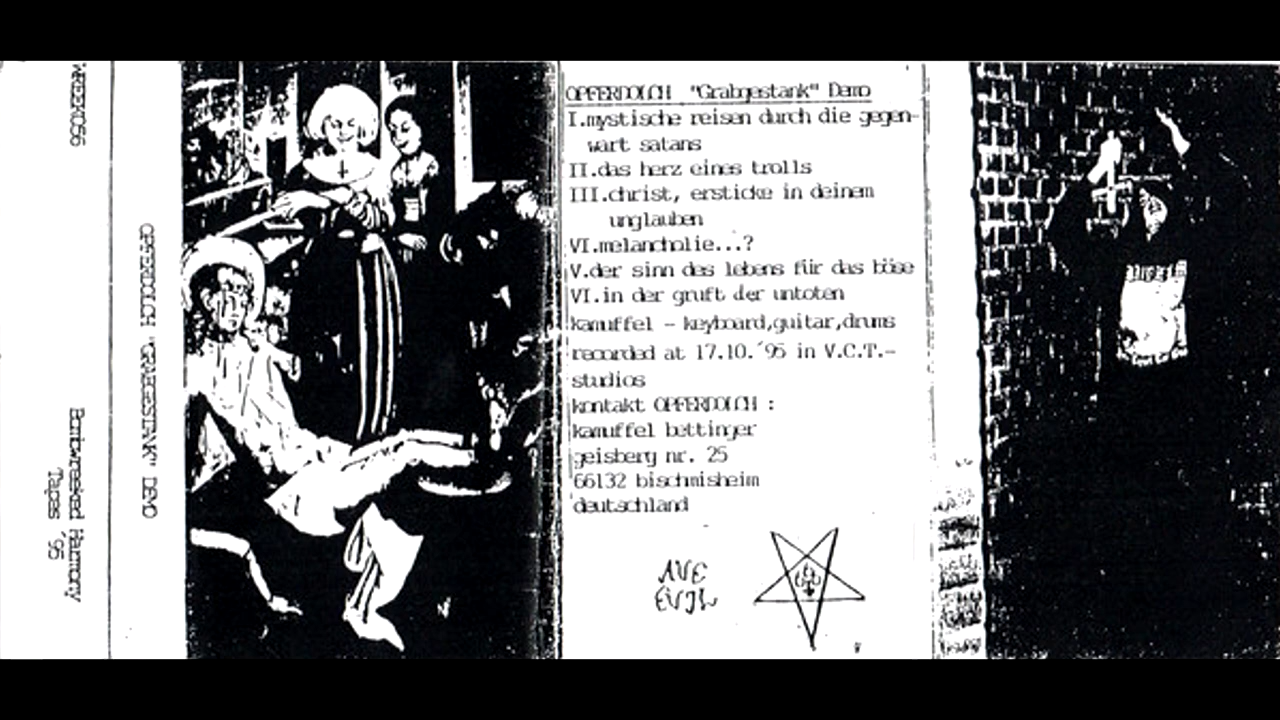 WREEK056
Eomiwreeked Harmony
Tapes '95
OPFERDOLCH "GRABGESTANK" DEMO
OPFERDOLCH "Grabgestank" Demo
I.mystische reisen durch die gegen-
wart satans
II.das herz eines trolls
III.christ, ersticke in deinem
unglauben
VI.melancholie...?
V.der sinn des lebens für das böse
VI.in der gruft der untoten
kamuffel - keyboard,guitar,drums
recorded at 17.10.'95 in V.C.T.-
studios
kontakt OPFERDOLCH :
kamuffel bettinger
geisberg nr. 25
66132 bischmisheim
deutschland
AVE
EVIL